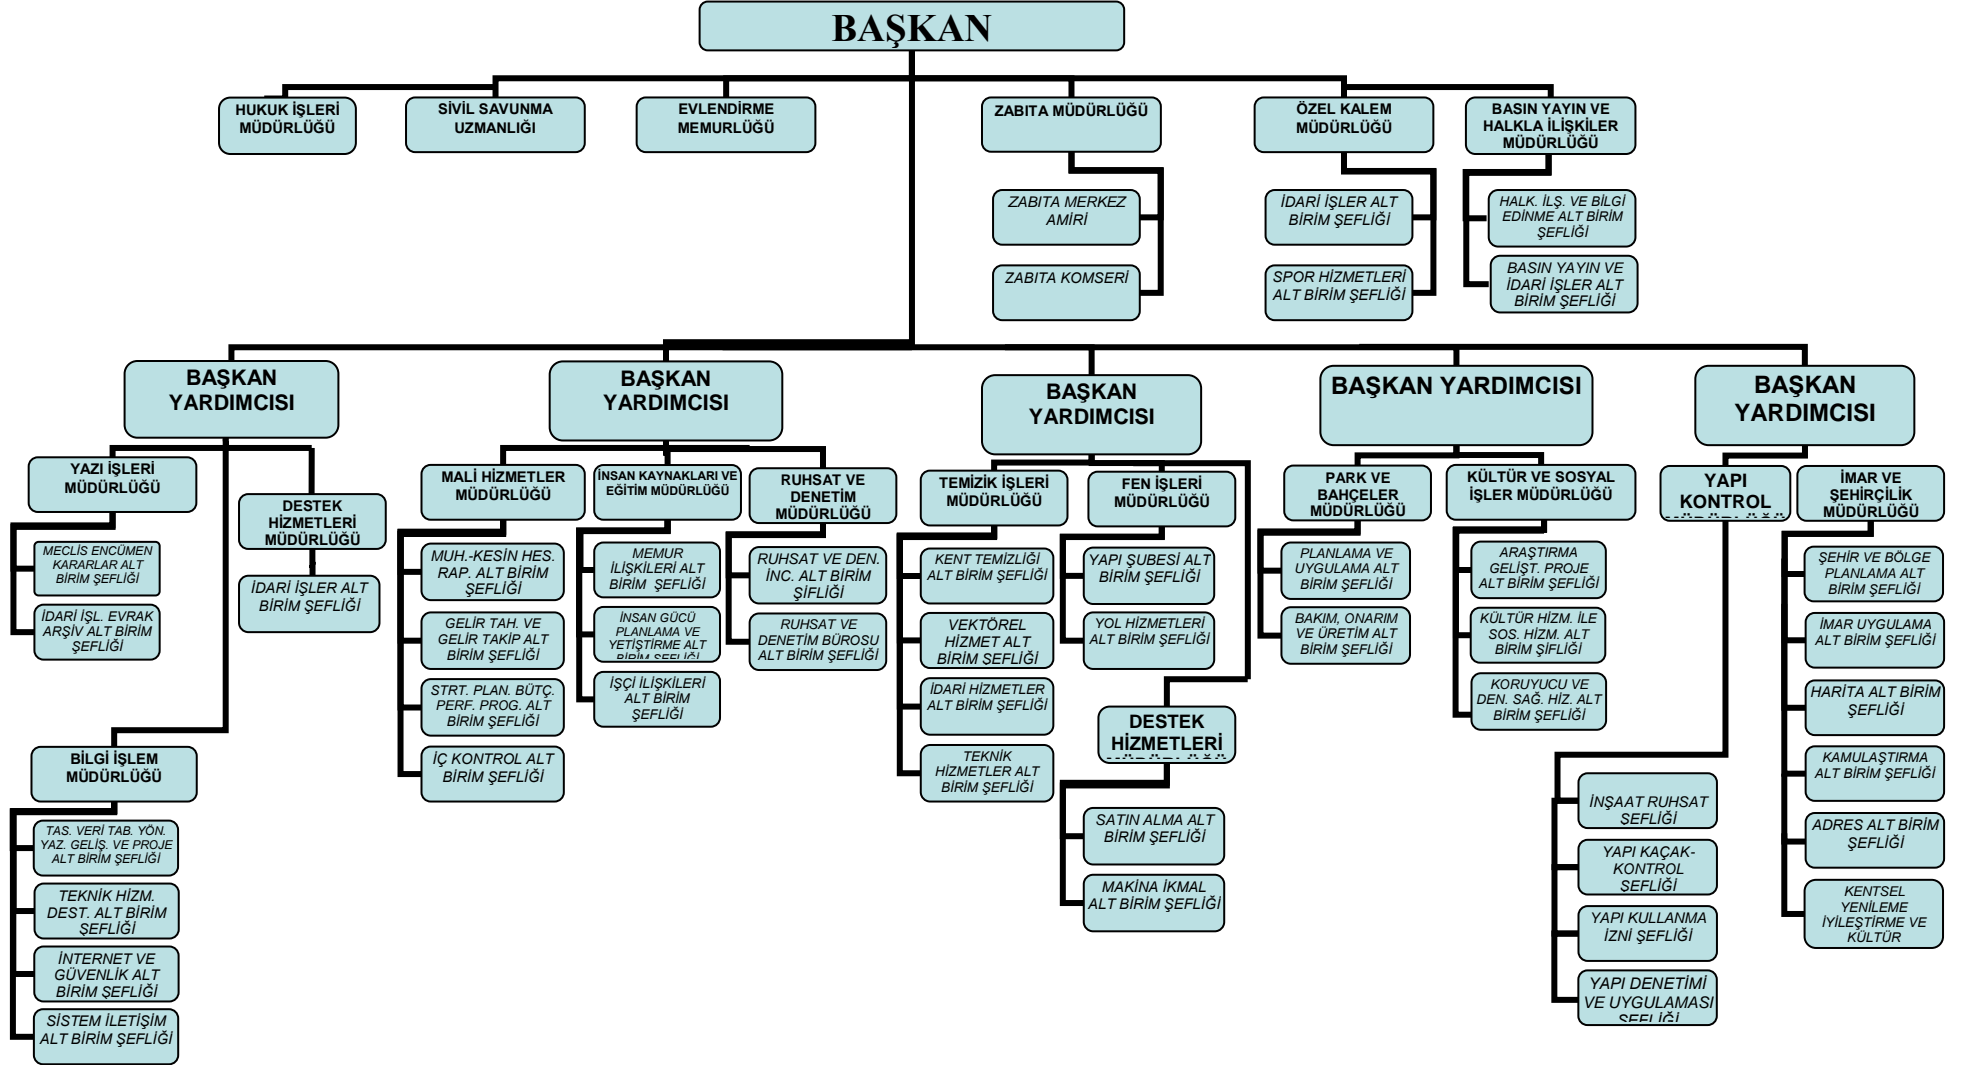 BAŞKAN
HUKUK İŞLERİ
MÜDÜRLÜĞÜ
SİVİL SAVUNMA
UZMANLIĞI
EVLENDİRME
MEMURLÜĞÜ
ZABITA MÜDÜRLÜĞÜ
ÖZEL KALEM
MÜDÜRLÜĞÜ
BASIN YAYIN VE
HALKLA İLİŞKİLER
MÜDÜRLÜĞÜ
ZABITA MERKEZ
AMİRİ
ZABITA KOMSERİ
İDARİ İŞLER ALT
BİRİM ŞEFLİĞİ
SPOR HİZMETLERİ
ALT BİRİM ŞEFLİĞİ
HALK. İLŞ. VE BİLGİ
EDİNME ALT BİRİM
ŞEFLİĞİ
BASIN YAYIN VE
İDARİ İŞLER ALT
BİRİM ŞEFLİĞİ
BAŞKAN
YARDIMCISI
YAZI İŞLERİ
MÜDÜRLÜĞÜ
MECLİS ENCÜMEN
KARARLAR ALT
BİRİM ŞEFLİĞİ
İDARİ İŞL. EVRAK
ARŞİV ALT BİRİM
ŞEFLİĞİ
DESTEK
HİZMETLERİ
MÜDÜRLÜĞÜ
İDARİ İŞLER ALT
BİRİM ŞEFLİĞİ
BİLGİ İŞLEM
MÜDÜRLÜĞÜ
TAS. VERİ TAB. YÖN.
YAZ. GELİŞ. VE PROJE
ALT BİRİM ŞEFLİĞİ
TEKNİK HİZM.
DEST. ALT BİRİM
ŞEFLİĞİ
İNTERNET VE
GÜVENLİK ALT
BİRİM ŞEFLİĞİ
SİSTEM İLETİŞİM
ALT BİRİM ŞEFLİĞİ
BAŞKAN
YARDIMCISI
MALİ HİZMETLER
MÜDÜRLÜĞÜ
MUH.-KESİN HES.
RAP. ALT BİRİM
ŞEFLİĞİ
GELİR TAH. VE
GELİR TAKİP ALT
BİRİM ŞEFLİĞİ
STRT. PLAN. BÜTÇ.
PERF. PROG. ALT
BİRİM ŞEFLİĞİ
İÇ KONTROL ALT
BİRİM ŞEFLİĞİ
İNSAN KAYNAKLARI VE
EĞİTİM MÜDÜRLÜĞÜ
MEMUR
İLİŞKİLERİ ALT
BİRİM ŞEFLİĞİ
İNSAN GÜCÜ
PLANLAMA VE
YETİŞTİRME ALT
BİRİM ŞEFLİĞİ
İŞÇİ İLİŞKİLERİ
ALT BİRİM
ŞEFLİĞİ
RUHSAT VE
DENETİM
MÜDÜRLÜĞÜ
RUHSAT VE DEN.
İNC. ALT BİRİM
ŞİFLİĞİ
RUHSAT VE
DENETİM BÜROSU
ALT BİRİM ŞEFLİĞİ
BAŞKAN
YARDIMCISI
TEMİZİK İŞLERİ
MÜDÜRLÜĞÜ
KENT TEMİZLİĞİ
ALT BİRİM ŞEFLİĞİ
VEKTÖREL
HİZMET ALT
BİRİM ŞEFLİĞİ
İDARİ HİZMETLER
ALT BİRİM ŞEFLİĞİ
TEKNİK
HİZMETLER ALT
BİRİM ŞEFLİĞİ
FEN İŞLERİ
MÜDÜRLÜĞÜ
YAPI ŞUBESİ ALT
BİRİM ŞEFLİĞİ
YOL HİZMETLERİ
ALT BİRİM ŞEFLİĞİ
DESTEK
HİZMETLERİ
MÜDÜRLÜĞÜ
SATIN ALMA ALT
BİRİM ŞEFLİĞİ
MAKİNA İKMAL
ALT BİRİM ŞEFLİĞİ
BAŞKAN YARDIMCISI
PARK VE
BAHÇELER
MÜDÜRLÜĞÜ
PLANLAMA VE
UYGULAMA ALT
BİRİM ŞEFLİĞİ
BAKIM, ONARIM
VE ÜRETİM ALT
BİRİM ŞEFLİĞİ
KÜLTÜR VE SOSYAL
İŞLER MÜDÜRLÜĞÜ
ARAŞTIRMA
GELİŞT. PROJE
ALT BİRİM ŞEFLİĞİ
KÜLTÜR HİZM. İLE
SOS. HİZM. ALT
BİRİM ŞİFLİĞİ
KORUYUCU VE
DEN. SAĞ. HİZ. ALT
BİRİM ŞEFLİĞİ
BAŞKAN
YARDIMCISI
YAPI
KONTROL
MÜDÜRLÜĞÜ
İNŞAAT RUHSAT
ŞEFLİĞİ
YAPI KAÇAK-
KONTROL
ŞEFLİĞİ
YAPI KULLANMA
İZNİ ŞEFLİĞİ
YAPI DENETİMİ
VE UYGULAMASI
ŞEFLİĞİ
İMAR VE
ŞEHİRÇİLİK
MÜDÜRLÜĞÜ
ŞEHİR VE BÖLGE
PLANLAMA ALT
BİRİM ŞEFLİĞİ
İMAR UYGULAMA
ALT BİRİM ŞEFLİĞİ
HARİTA ALT BİRİM
ŞEFLİĞİ
KAMULAŞTIRMA
ALT BİRİM ŞEFLİĞİ
ADRES ALT BİRİM
ŞEFLİĞİ
KENTSEL
YENİLEME
İYİLEŞTİRME VE
KÜLTÜR